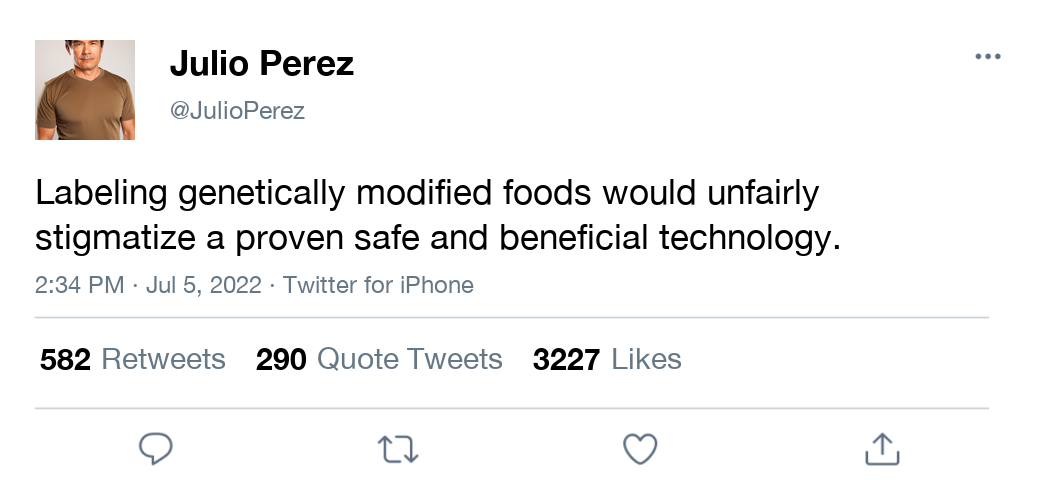 Julio Perez
@JulioPerez
Labeling genetically modified foods would unfairly
stigmatize a proven safe and beneficial technology.
2:34 PM · Jul 5, 2022 · Twitter for iPhone
582 Retweets 290 Quote Tweets 3227 Likes